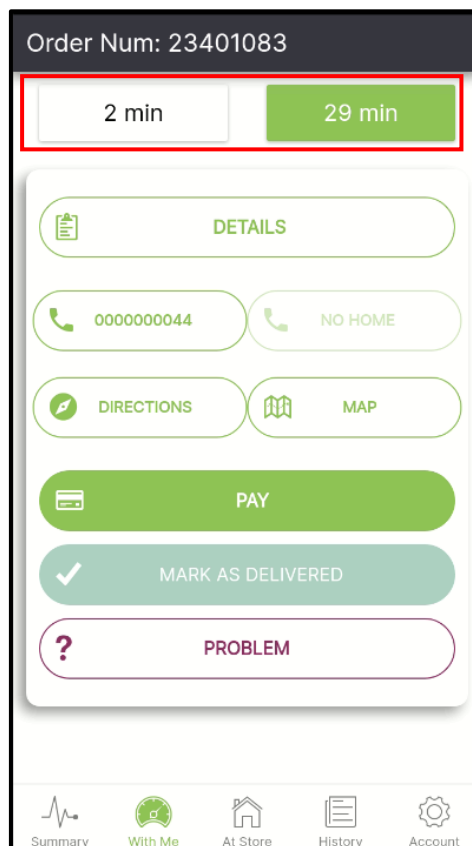 Order Num: 23401083
2 min 29 min
DETAILS
0000000044 NO HOME
DIRECTIONS MAP
PAY
MARK AS DELIVERED
? PROBLEM
Summary With Me At Store History Account